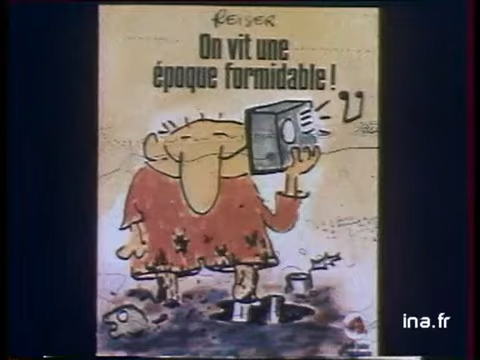 REISER
On vit une
époque formidable !
ina.fr